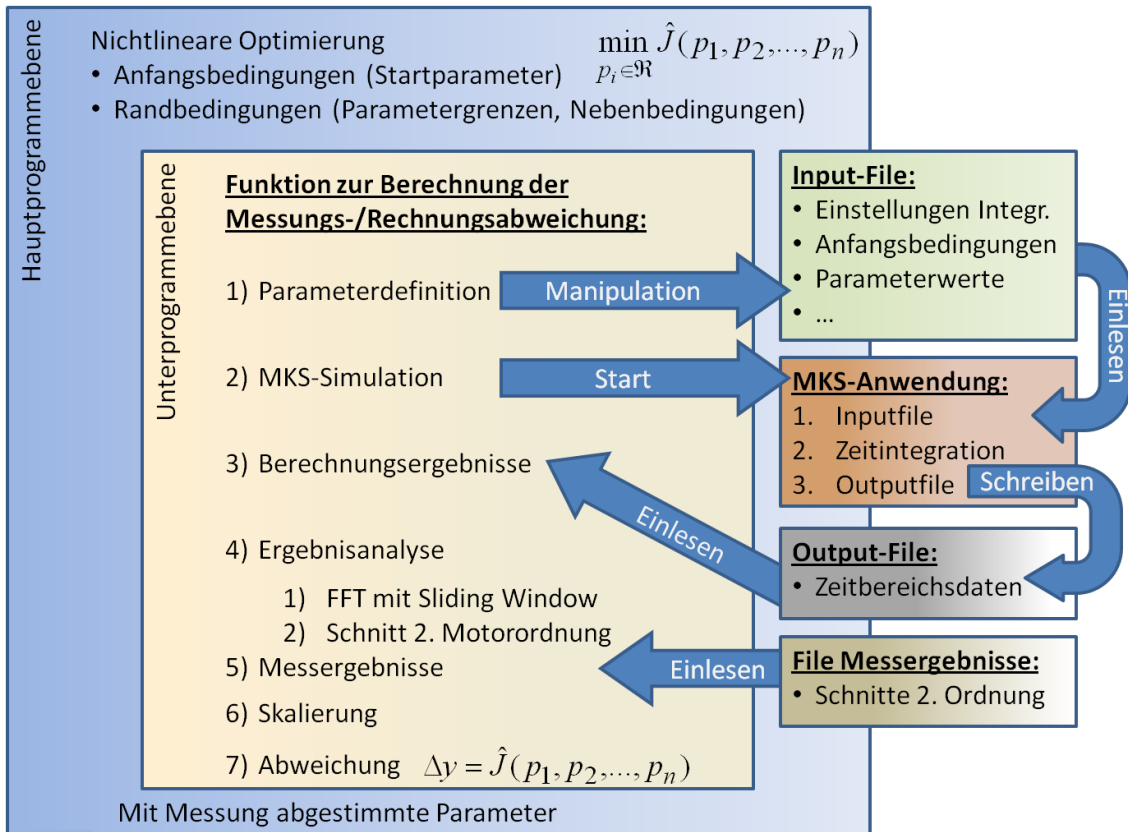 Hauptprogrammebene
Nichtlineare Optimierung
min Ĵ(p₁, p₂,..., pₙ)
pᵢ∈ℜ
• Anfangsbedingungen (Startparameter)
• Randbedingungen (Parametergrenzen, Nebenbedingungen)
Unterprogrammebene
Funktion zur Berechnung der
Messungs-/Rechnungsabweichung:
1) Parameterdefinition
Manipulation
2) MKS-Simulation
Start
3) Berechnungsergebnisse
Einlesen
4) Ergebnisanalyse
1) FFT mit Sliding Window
2) Schnitt 2. Motorordnung
5) Messergebnisse
Einlesen
6) Skalierung
7) Abweichung Δy = Ĵ(p₁, p₂,..., pₙ)
Mit Messung abgestimmte Parameter
Input-File:
• Einstellungen Integr.
• Anfangsbedingungen
• Parameterwerte
• ...
Einlesen
MKS-Anwendung:
1. Inputfile
2. Zeitintegration
3. Outputfile
Schreiben
Output-File:
• Zeitbereichsdaten
File Messergebnisse:
• Schnitte 2. Ordnung